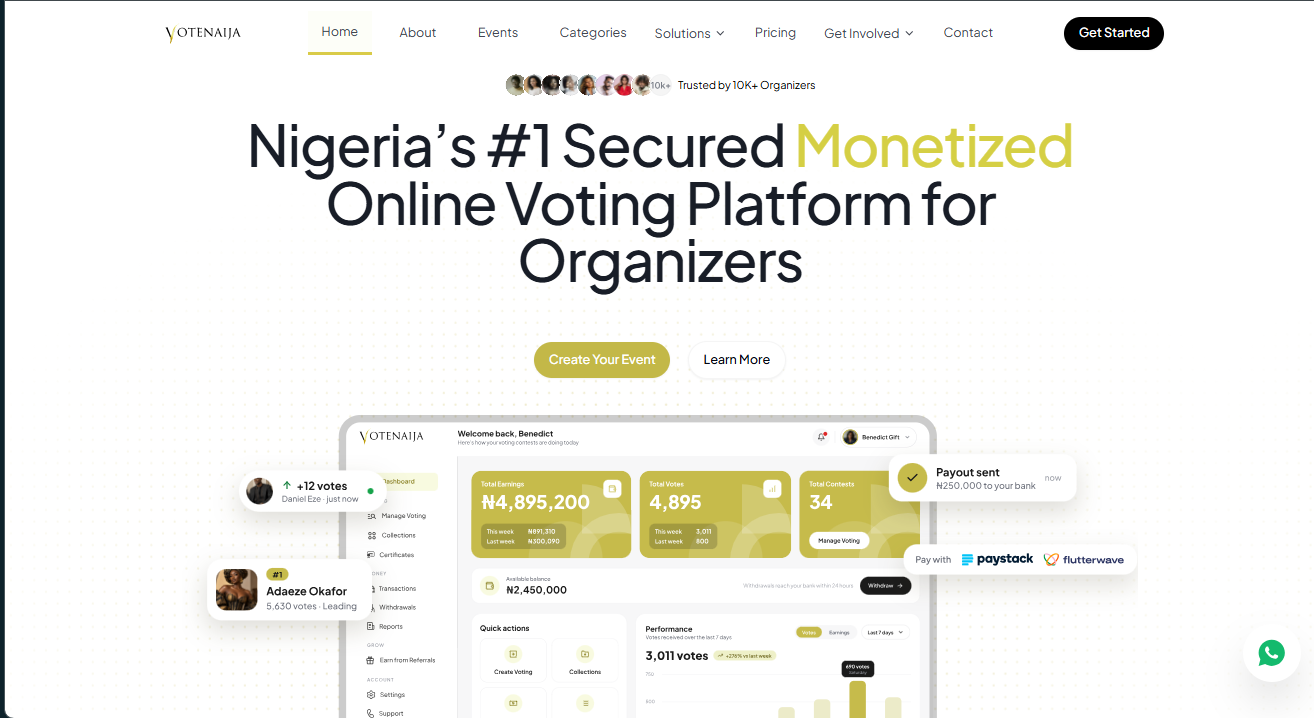 VOTENAIJA
Home
About
Events
Categories
Solutions
Pricing
Get Involved
Contact
Get Started
10k+
Trusted by 10K+ Organizers
Nigeria’s #1 Secured Monetized
Online Voting Platform for
Organizers
Create Your Event
Learn More
VOTENAIJA
Welcome back, Benedict
Here's how your voting contests are doing today
Benedict Gift
+12 votes
Daniel Eze · just now
#1
Adaeze Okafor
5,630 votes · Leading
Dashboard
Manage Voting
Collections
Certificates
Transactions
Withdrawals
Reports
GROW
Earn from Referrals
ACCOUNT
Settings
Support
Total Earnings
₦4,895,200
This week ₦891,310
Last week ₦300,090
Total Votes
4,895
This week 3,011
Last week 800
Total Contests
34
Manage Voting
Payout sent
₦250,000 to your bank
now
Pay with paystack flutterwave
Available balance
₦2,450,000
Withdrawals reach your bank within 24 hours
Withdraw →
Quick actions
Create Voting
Collections
Performance
Votes received over the last 7 days
Votes
Earnings
Last 7 days
3,011 votes
+276% vs last week
690 votes
Saturday